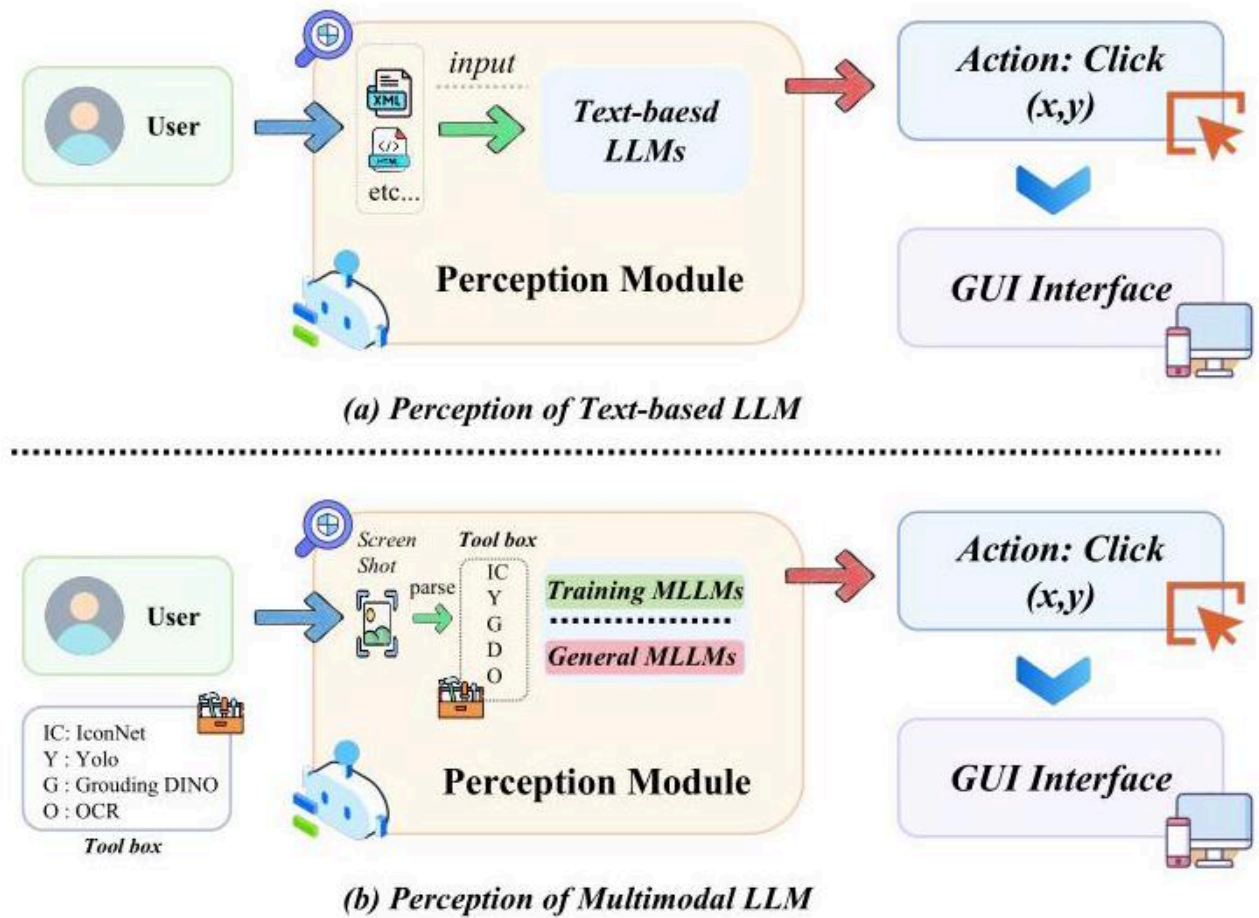 User
XML
HTML
etc...
input
Text-baesd
LLMs
Perception Module
Action: Click
(x,y)
GUI Interface
(a) Perception of Text-based LLM
User
IC: IconNet
Y : Yolo
G : Grouding DINO
O : OCR
Tool box
Screen
Shot
parse
Tool box
IC
Y
G
D
O
Training MLLMs
General MLLMs
Perception Module
Action: Click
(x,y)
GUI Interface
(b) Perception of Multimodal LLM